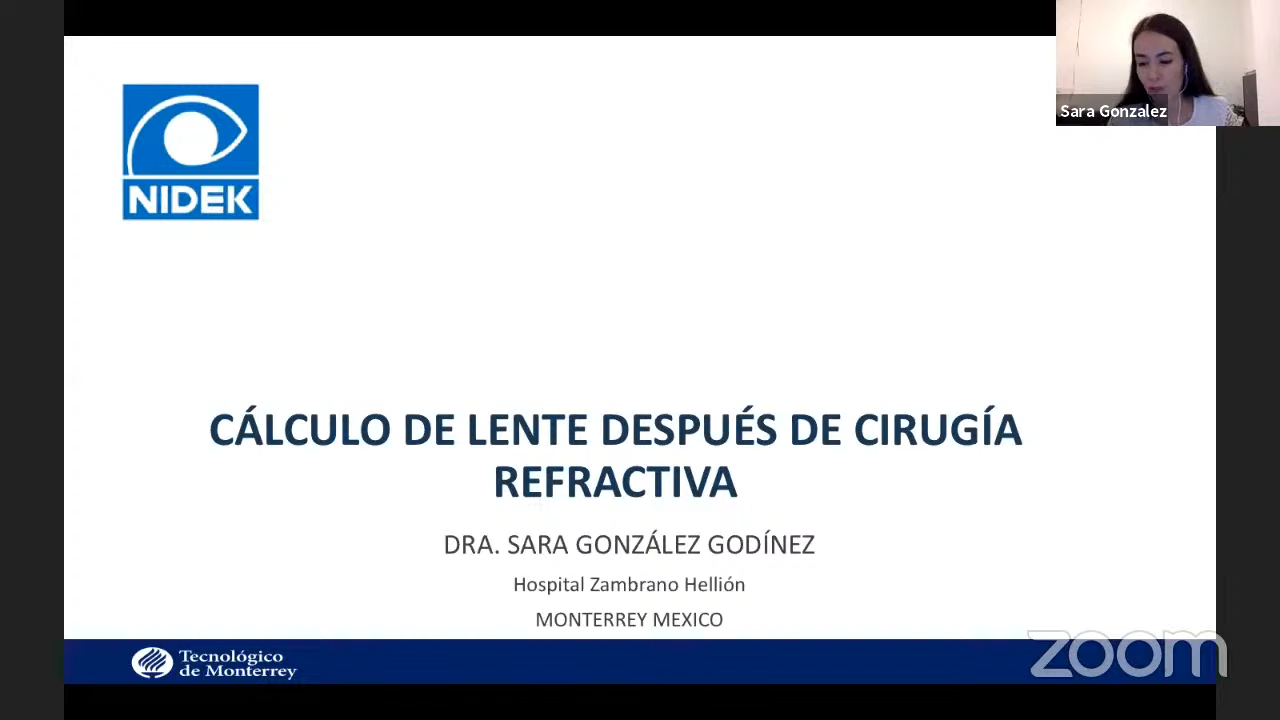 Sara Gonzalez
NIDEK
CÁLCULO DE LENTE DESPUÉS DE CIRUGÍA
REFRACTIVA
DRA. SARA GONZÁLEZ GODÍNEZ
Hospital Zambrano Hellión
MONTERREY MEXICO
Tecnológico
de Monterrey
zoom